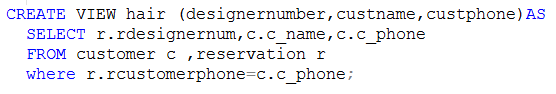 CREATE VIEW hair (designernumber,custname,custphone)AS
SELECT r.rdesignernum,c.c_name,c.c_phone
FROM customer c ,reservation r
where r.rcustomerphone=c.c_phone;